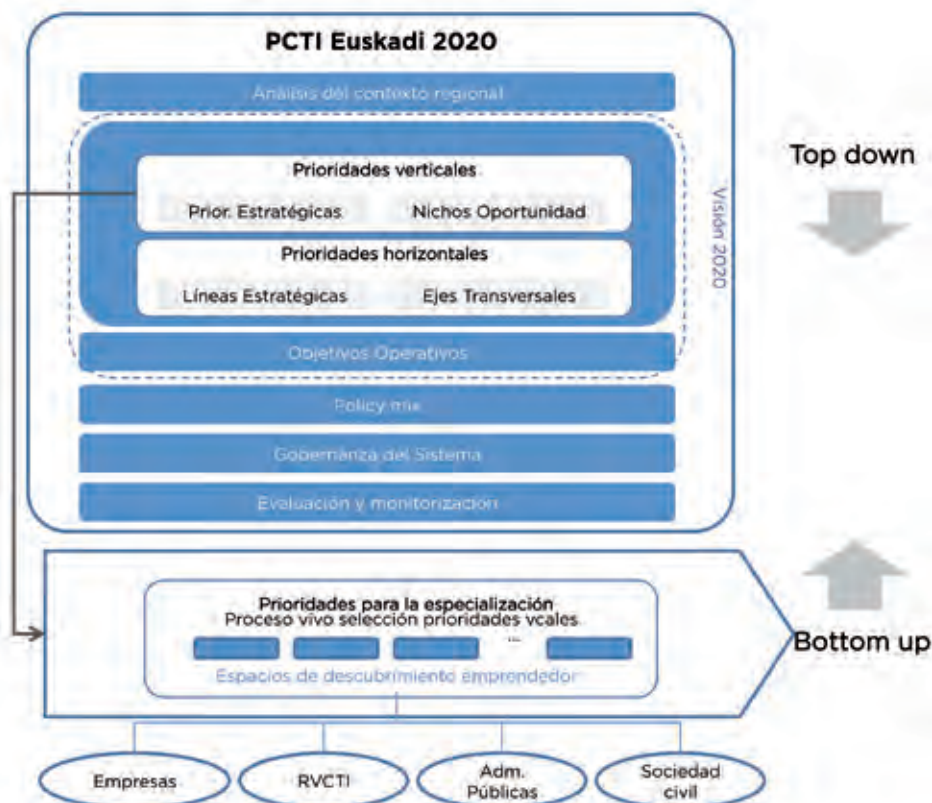 PCTI Euskadi 2020
Análisis del contexto regional
Prioridades verticales
Prior. Estratégicas Nichos Oportunidad
Prioridades horizontales
Líneas Estratégicas Ejes Transversales
Objetivos Operativos
Visión 2020
Policy mix
Gobernanza del Sistema
Evaluación y monitorizacion
Top down
Prioridades para la especialización
Proceso vivo selección prioridades vcales
...
Espacios de descubrimiento emprendedor
Bottom up
Empresas
RVCTI
Adm.
Públicas
Sociedad
civil